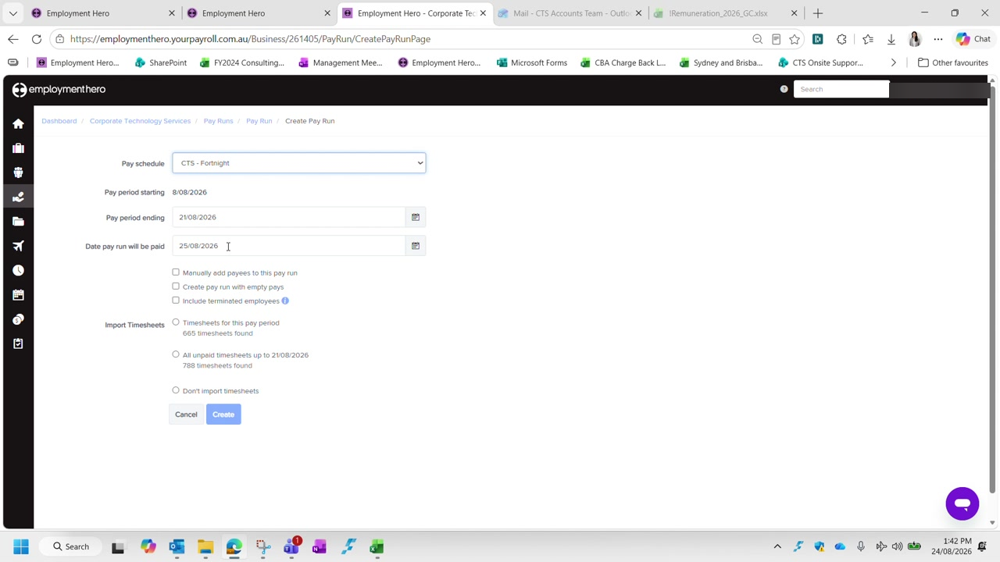 Employment Hero
Employment Hero
Employment Hero - Corporate Tec
Mail - CTS Accounts Team - Outlo
!Remuneration_2026_GC.xlsx
https://employmenthero.yourpayroll.com.au/Business/261405/PayRun/CreatePayRunPage
Chat
Employment Hero...
SharePoint
FY2024 Consulting...
Management Mee...
Employment Hero...
Microsoft Forms
CBA Charge Back L...
Sydney and Brisba...
CTS Onsite Suppor...
Other favourites
employmenthero
Search
Dashboard / Corporate Technology Services / Pay Runs / Pay Run / Create Pay Run
Pay schedule CTS - Fortnight
Pay period starting 8/08/2026
Pay period ending 21/08/2026
Date pay run will be paid 25/08/2026
Manually add payees to this pay run
Create pay run with empty pays
Include terminated employees
Import Timesheets Timesheets for this pay period
665 timesheets found
All unpaid timesheets up to 21/08/2026
788 timesheets found
Don't import timesheets
Cancel Create
Search
1
1:42 PM
24/08/2026